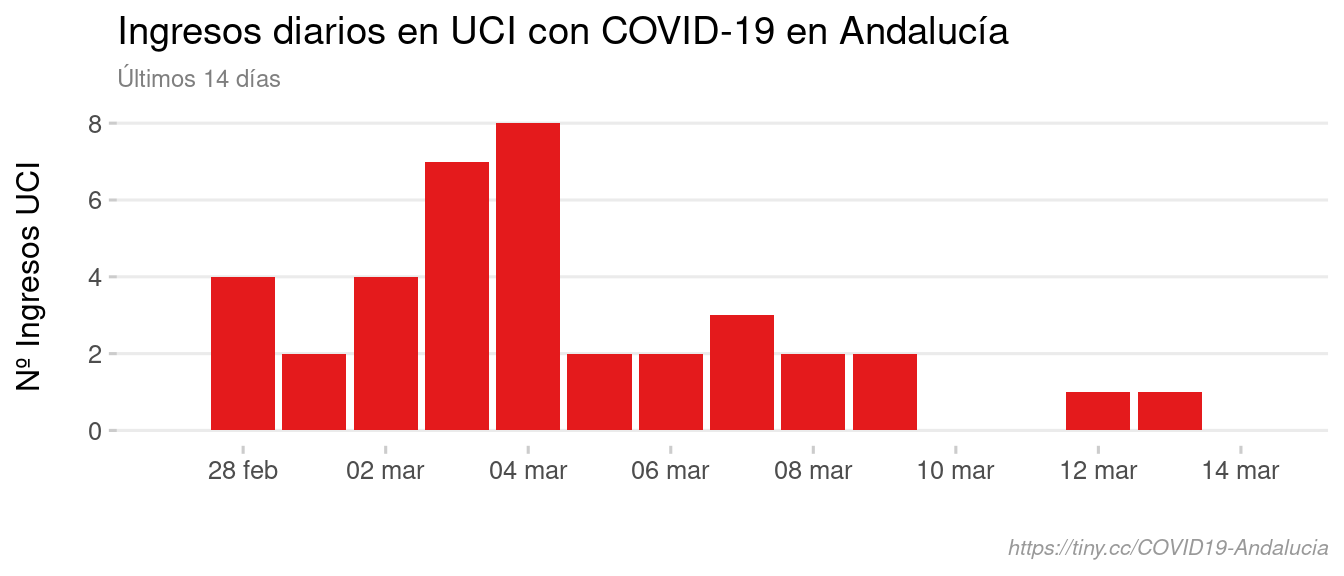 Ingresos diarios en UCI con COVID-19 en Andalucía
Últimos 14 días
Nº Ingresos UCI
8
6
4
2
0
28 feb 02 mar 04 mar 06 mar 08 mar 10 mar 12 mar 14 mar
https://tiny.cc/COVID19-Andalucia